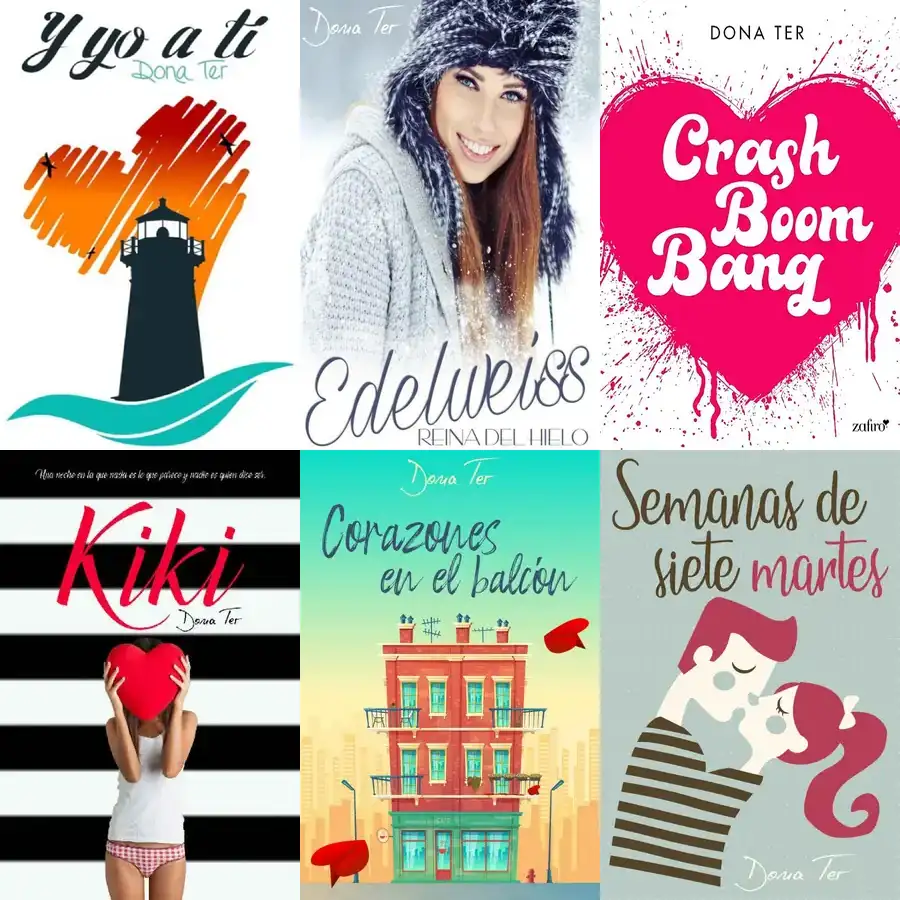 Y yo a ti
Dona Ter
Dona Ter
Edelweiss
REINA DEL HIELO
DONA TER
Crash
Boom
Bang
zafiro
Una noche en la que nada es lo que parece y nadie es quien dice ser.
Kiki
Dona Ter
Dona Ter
Corazones
en el balcón
Semanas de
siete martes
Dona Ter